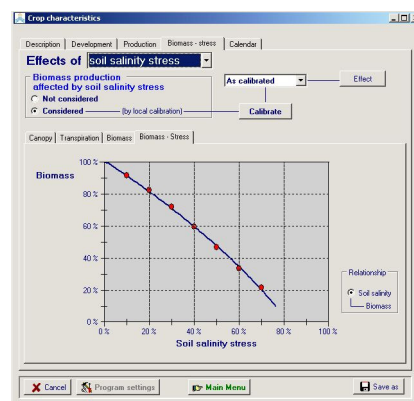 Crop characteristics
Description Development Production Biomass - stress Calendar
Effects of soil salinity stress
Biomass production
affected by soil salinity stress
Not considered
Considered (by local calibration)
As calibrated
Effect
Calibrate
Canopy Transpiration Biomass Biomass - Stress
Biomass
100 %
80 %
60 %
40 %
20 %
0 %
0 % 20 % 40 % 60 % 80 % 100 %
Soil salinity stress
Relationship
Soil salinity
Biomass
Cancel Program settings Main Menu Save as